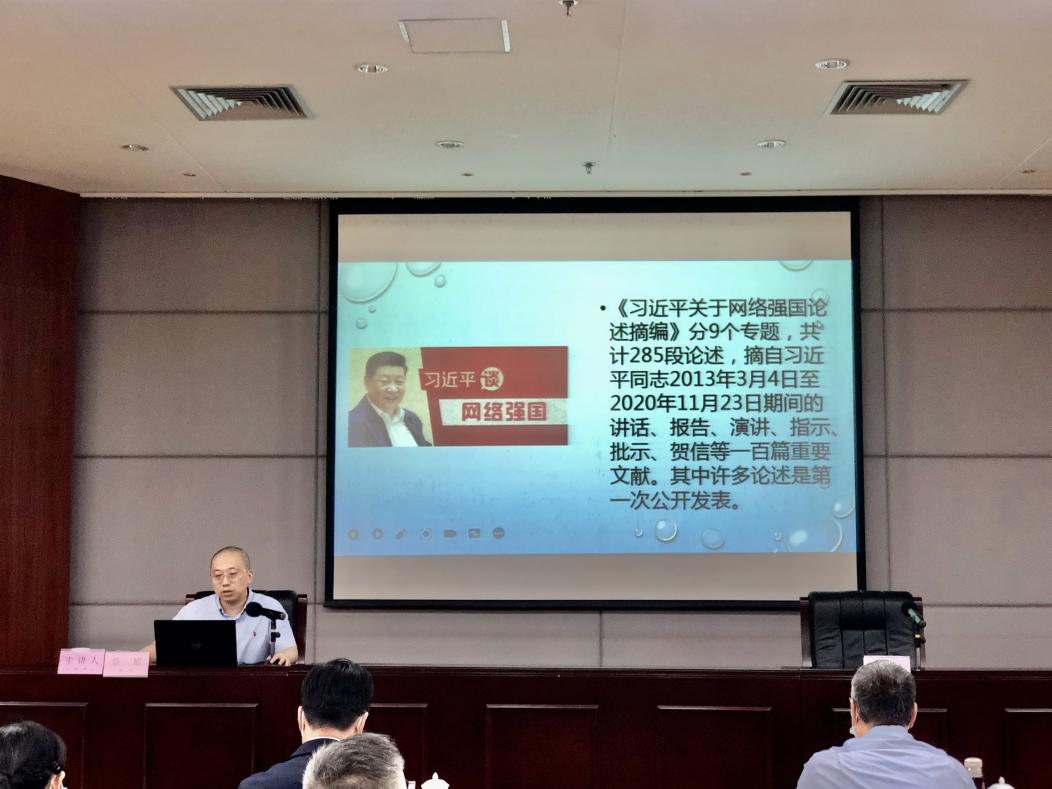 习近平谈
网络强国
• 《习近平关于网络强国论
述摘编》分9个专题，共
计285段论述，摘自习近
平同志2013年3月4日至
2020年11月23日期间的
讲话、报告、演讲、指示、
批示、贺信等一百篇重要
文献。其中许多论述是第
一次公开发表。
主讲人